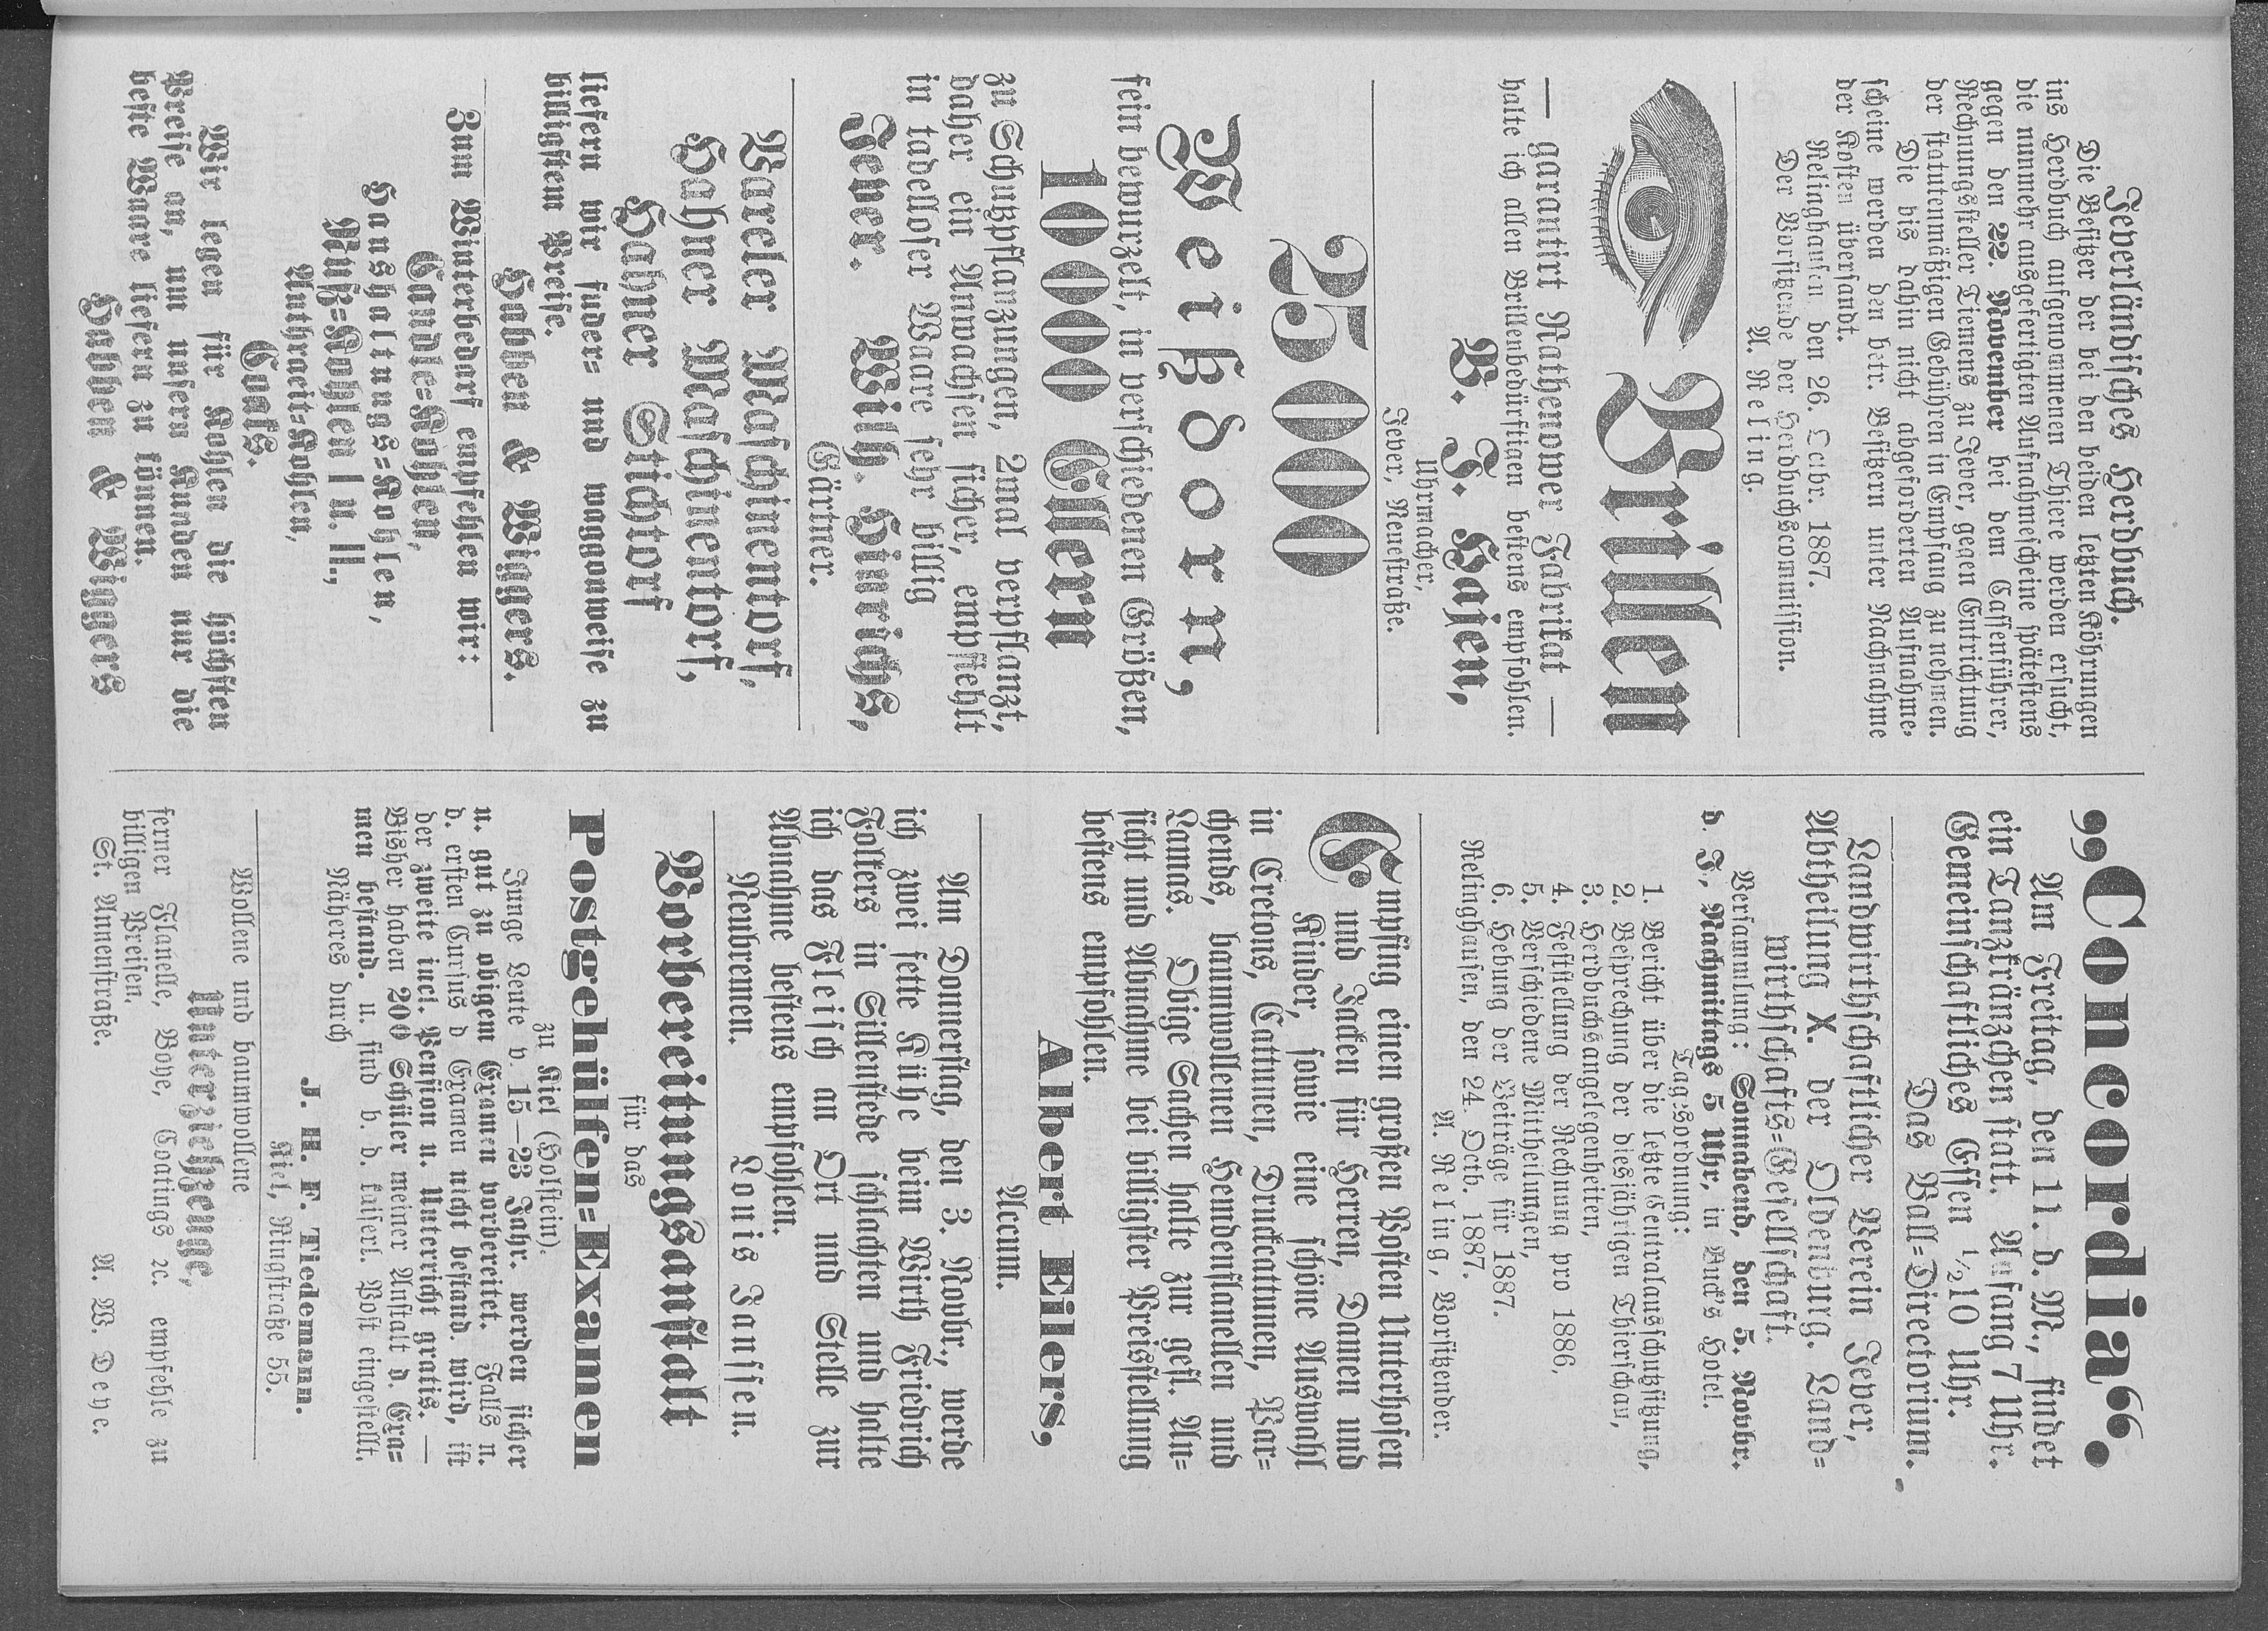 Jeverländisches Herdbuch.
Die Besitzer der bei den beiden letzten Köhrungen
ins Herdbuch aufgenommenen Thiere werden ersucht,
die nunmehr ausgefertigten Aufnahmescheine spätestens
gegen den 22. November bei dem Cassenführer,
Rechnungssteller Tiemens zu Jever, gegen Entrichtung
der statutenmäßigen Gebühren in Empfang zu nehmen.
Die bis dahin nicht abgeforderten Aufnahme-
scheine werden den betr. Besitzern unter Nachnahme
der Kosten übersandt.
Relinghausen den 26. Octbr. 1887.
Der Vorsitzende der Herdbuchscommission.
A. Reling.
Brillen
— garantirt Rathenower Fabrikat —
halte ich allen Brillenbedürftigen bestens empfohlen.
B. F. Hajen,
Uhrmacher,
Jever, Neuestraße.
25 000
Weißdorn,
fein bewurzelt, in verschiedenen Größen,
10 000 Ellern
zu Schutzpflanzungen, 2mal verpflanzt,
daher ein Anwachsen sicher, empfiehlt
in tadelloser Waare sehr billig
Jever. Wilh. Hinrichs,
Gärtner.
Vareler Maschinentorf,
Hahner Maschinentorf,
Hahner Stichtorf
liefern wir fuder= und waggonweise zu
billigstem Preise.
Habben & Wiggers.
Zum Winterbedarf empfehlen wir:
Candle=Kohlen,
Haushaltungs=Kohlen,
Nuß=Kohlen I u. II.,
Anthracit=Kohlen,
Coaks.
Wir legen für Kohlen die höchsten
Preise an, um unsern Kunden nur die
beste Waare liefern zu können.
Habben & Wiggers
„Concordia“.
Am Freitag, den 11. d. M., findet
ein Tanzkränzchen statt. Anfang 7 Uhr.
Gemeinschaftliches Essen ½10 Uhr.
Das Ball=Directorium.
Landwirthschaftlicher Verein Jever,
Abtheilung X. der Oldenburg. Land=
wirthschafts=Gesellschaft.
Versammlung: Sonnabend, den 5. Novbr.
d. J., Nachmittags 5 Uhr, in Duck's Hotel.
Tagesordnung:
1. Bericht über die letzte Centralausschußsitzung,
2. Besprechung der diesjährigen Thierschau,
3. Herdbuchsangelegenheiten,
4. Feststellung der Rechnung pro 1886,
5. Verschiedene Mittheilungen,
6. Hebung der Beiträge für 1887.
Relinghausen, den 24. Octb. 1887.
A. Reling, Vorsitzender.
Empfing einen großen Posten Unterhosen
und Jacken für Herren, Damen und
Kinder, sowie eine schöne Auswahl
in Cretons, Cattunen, Druckcattunen, Par=
chends, baumwollenen Hemdenflanellen und
Lamas. Obige Sachen halte zur gefl. An=
sicht und Abnahme bei billigster Preisstellung
bestens empfohlen.
Albert Eilers,
Accum.
Am Donnerstag, den 3. Novbr., werde
ich zwei fette Kühe beim Wirth Friedrich
Folkers in Sillenstede schlachten und halte
ich das Fleisch an Ort und Stelle zur
Abnahme bestens empfohlen.
Neubremen. Louis Janssen.
Vorbereitungsanstalt
für das
Postgehülfen=Examen
zu Kiel (Holstein).
Junge Leute v. 15—23 Jahr. werden sicher
u. gut zu obigem Examen vorbereitet. Falls n.
d. ersten Cursus d Examen nicht bestand. wird, ist
der zweite incl. Pension u. Unterricht gratis. —
Bisher haben 200 Schüler meiner Anstalt d. Exa=
men bestand. u. sind b. d. kaiserl. Post eingestellt.
Näheres durch
J. H. F. Tiedemann.
Kiel, Ringstraße 55.
Wollene und baumwollene
Unterziehzeuge,
ferner Flanelle, Boye, Coatings ꝛc. empfehle zu
billigen Preisen.
St. Annenstraße. A. W. Deye.